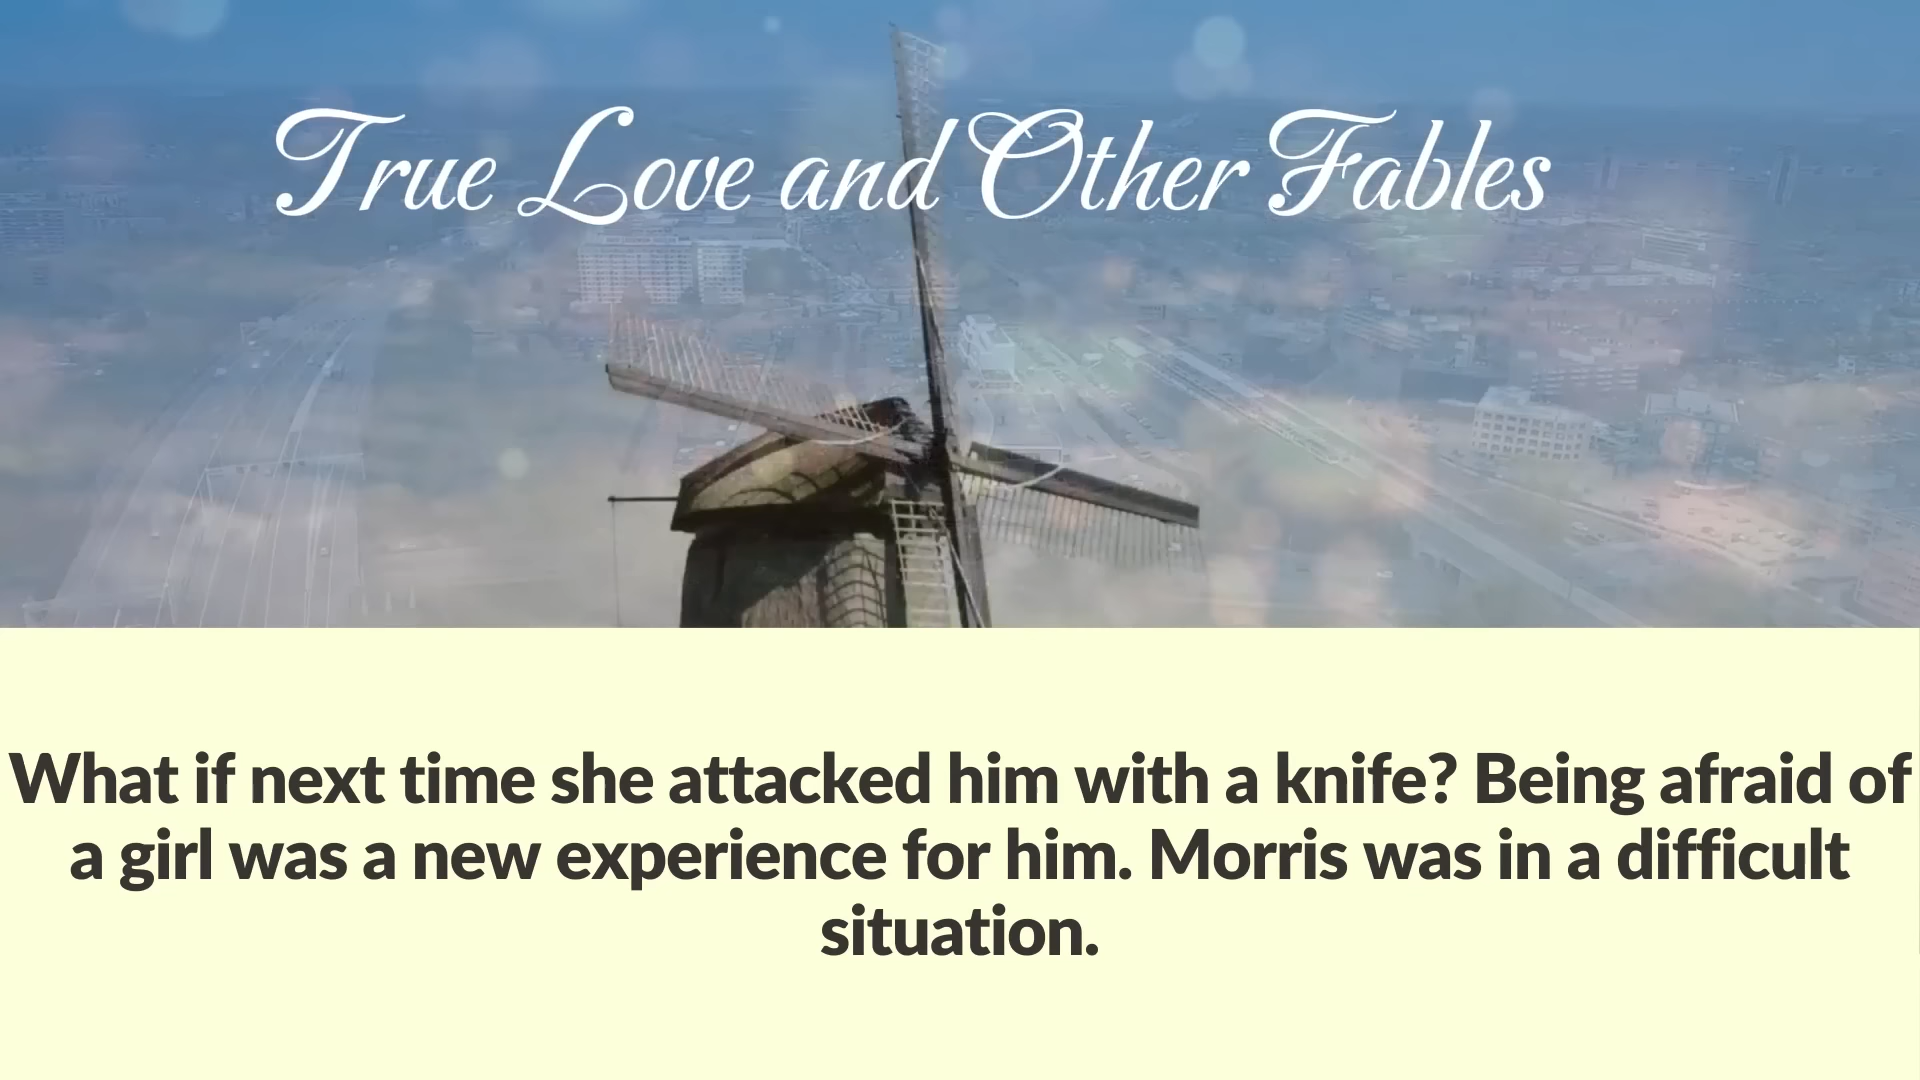 True Love and Other Fables
What if next time she attacked him with a knife? Being afraid of
a girl was a new experience for him. Morris was in a difficult
situation.